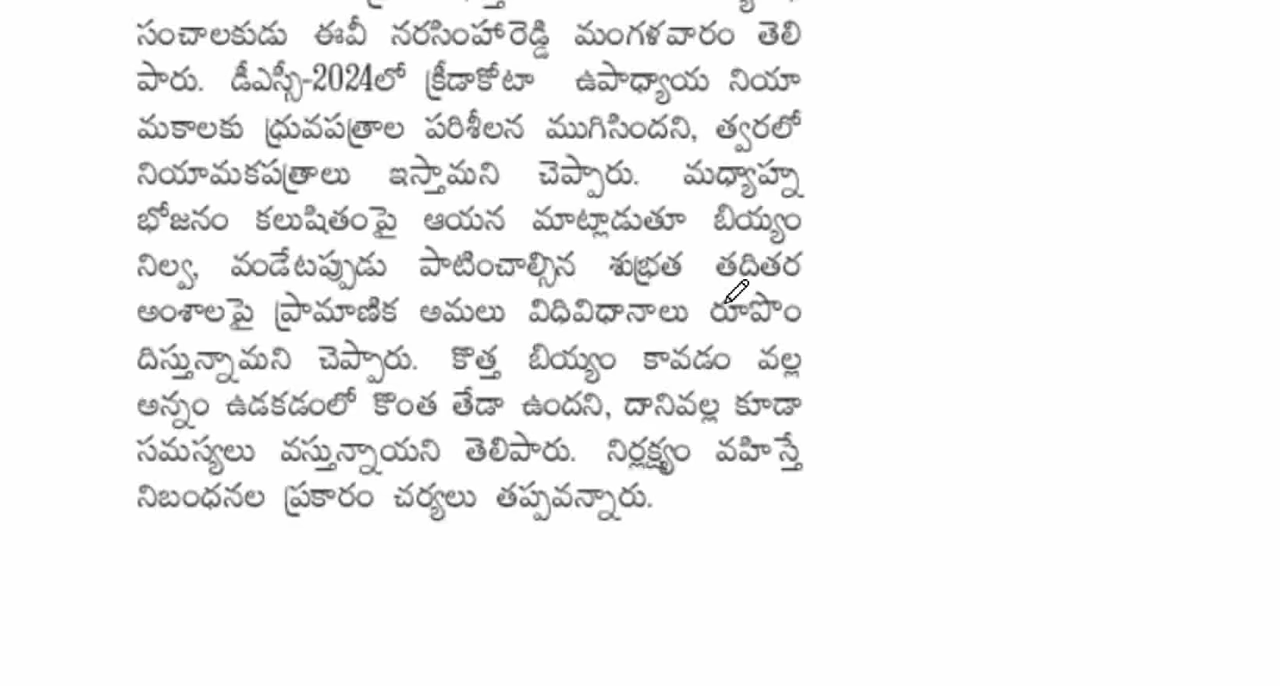 సంచాలకుడు ఈవీ నరసింహారెడ్డి మంగళవారం తెలి
పారు. డీఎస్సీ-2024లో క్రీడాకోటా ఉపాధ్యాయ నియా
మకాలకు ధ్రువపత్రాల పరిశీలన ముగిసిందని, త్వరలో
నియామకపత్రాలు ఇస్తామని చెప్పారు. మధ్యాహ్న
భోజనం కలుషితంపై ఆయన మాట్లాడుతూ బియ్యం
నిల్వ, వండేటప్పుడు పాటించాల్సిన శుభ్రత తదితర
అంశాలపై ప్రామాణిక అమలు విధివిధానాలు రూపొం
దిస్తున్నామని చెప్పారు. కొత్త బియ్యం కావడం వల్ల
అన్నం ఉడకడంలో కొంత తేడా ఉందని, దానివల్ల కూడా
సమస్యలు వస్తున్నాయని తెలిపారు. నిర్లక్ష్యం వహిస్తే
నిబంధనల ప్రకారం చర్యలు తప్పవన్నారు.